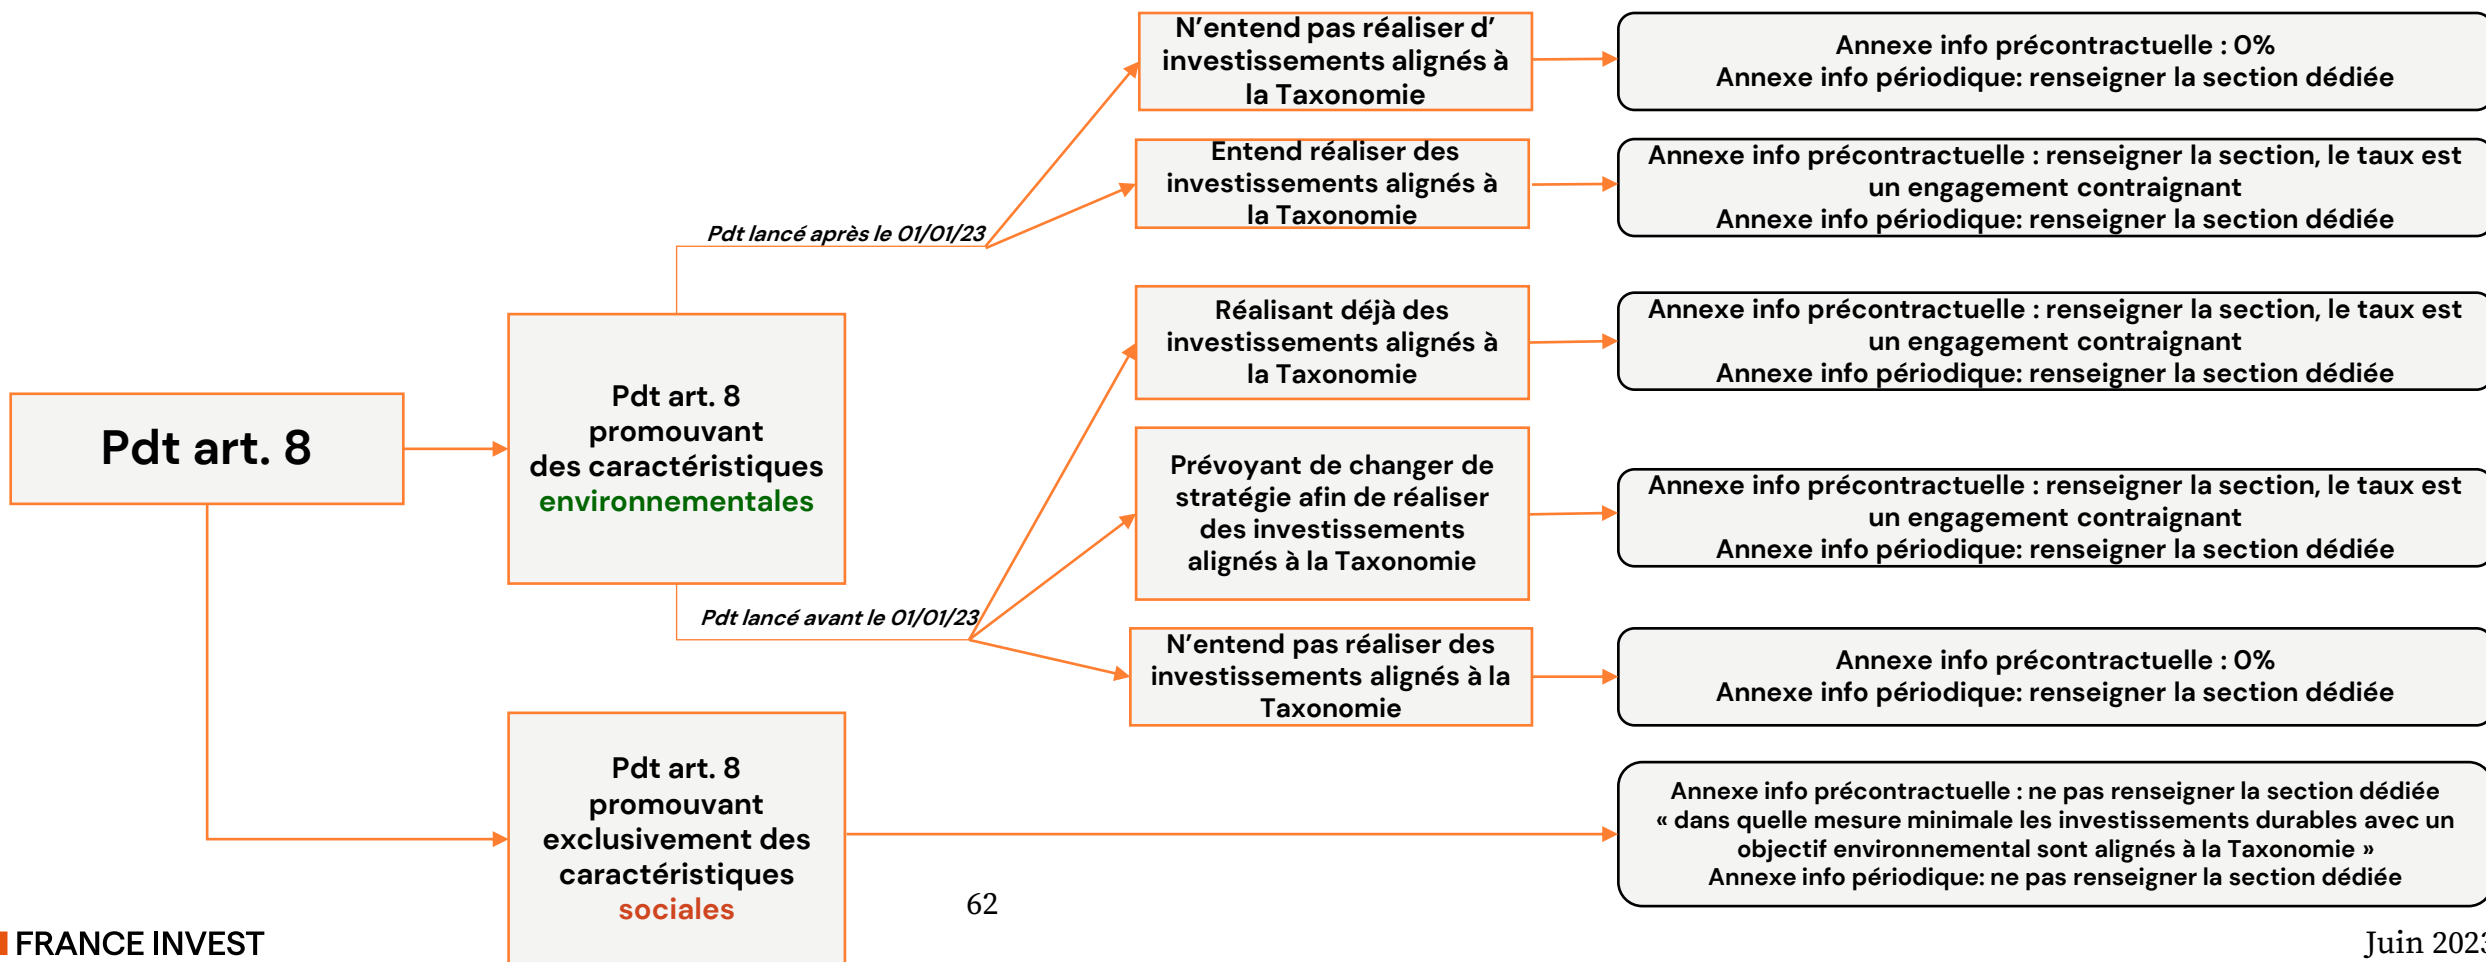 N’entend pas réaliser d’
investissements alignés à
la Taxonomie
Annexe info précontractuelle : 0%
Annexe info périodique: renseigner la section dédiée
Entend réaliser des
investissements alignés à
la Taxonomie
Annexe info précontractuelle : renseigner la section, le taux est
un engagement contraignant
Annexe info périodique: renseigner la section dédiée
Pdt lancé après le 01/01/23
Réalisant déjà des
investissements alignés à
la Taxonomie
Annexe info précontractuelle : renseigner la section, le taux est
un engagement contraignant
Annexe info périodique: renseigner la section dédiée
Pdt art. 8
Pdt art. 8
promouvant
des caractéristiques
environnementales
Prévoyant de changer de
stratégie afin de réaliser
des investissements
alignés à la Taxonomie
Annexe info précontractuelle : renseigner la section, le taux est
un engagement contraignant
Annexe info périodique: renseigner la section dédiée
Pdt lancé avant le 01/01/23
N’entend pas réaliser des
investissements alignés à la
Taxonomie
Annexe info précontractuelle : 0%
Annexe info périodique: renseigner la section dédiée
Pdt art. 8
promouvant
exclusivement des
caractéristiques
sociales
Annexe info précontractuelle : ne pas renseigner la section dédiée
« dans quelle mesure minimale les investissements durables avec un
objectif environnemental sont alignés à la Taxonomie »
Annexe info périodique: ne pas renseigner la section dédiée
62
FRANCE INVEST
Juin 2023